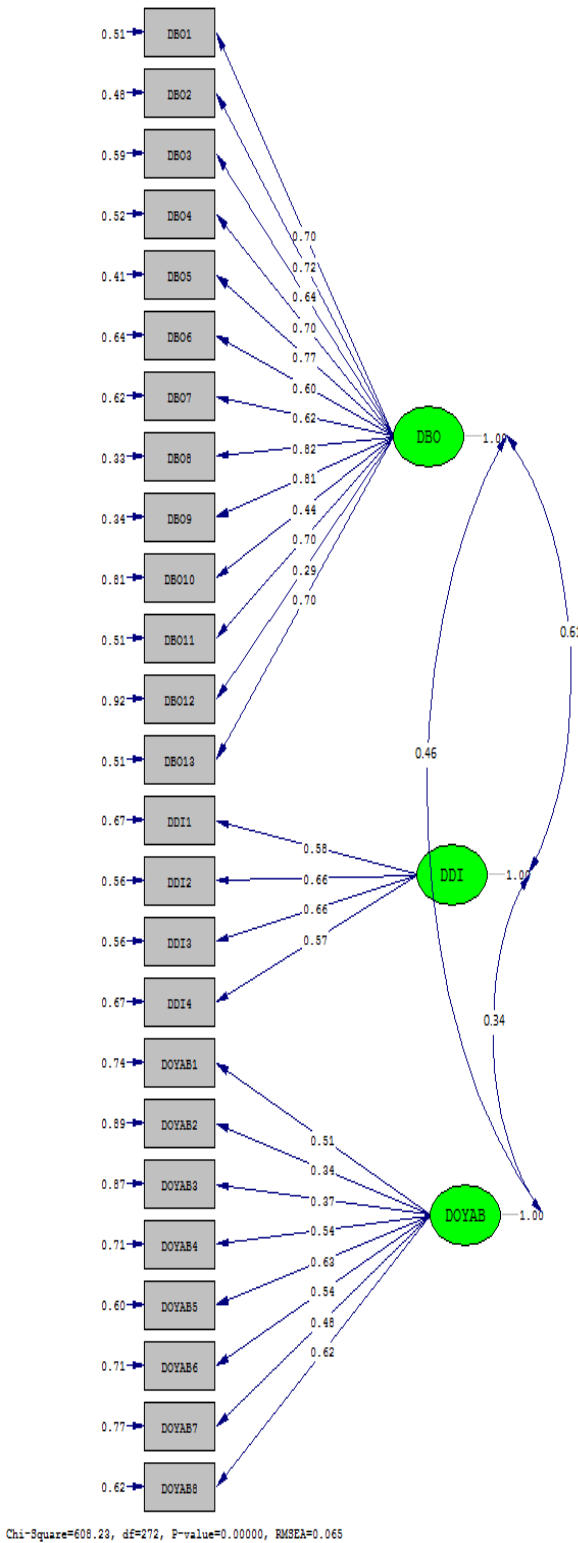 0.51 DBO1
0.48 DBO2
0.59 DBO3
0.52 DBO4
0.41 DBO5
0.64 DBO6
0.62 DBO7
0.33 DBO8
0.34 DBO9
0.81 DBO10
0.51 DBO11
0.92 DBO12
0.51 DBO13
0.67 DDI1
0.56 DDI2
0.56 DDI3
0.67 DDI4
0.74 DOYAB1
0.89 DOYAB2
0.87 DOYAB3
0.71 DOYAB4
0.60 DOYAB5
0.71 DOYAB6
0.77 DOYAB7
0.62 DOYAB8
0.70
0.72
0.64
0.70
0.77
0.60
0.62
0.82
0.81
0.44
0.70
0.29
0.70
0.58
0.66
0.66
0.57
0.51
0.34
0.37
0.54
0.63
0.54
0.48
0.62
DBO 1.00
DDI 1.00
DOYAB 1.00
0.46
0.34
Chi-Square=608.23, df=272, P-value=0.00000, RMSEA=0.065